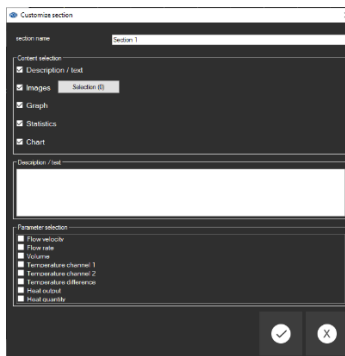 Customize section
section name
Section 1
Content selection
Description / text
Images
Selection (0)
Graph
Statistics
Chart
Description / text
Parameter selection
Flow velocity
Flow rate
Volume
Temperature channel 1
Temperature channel 2
Temperature difference
Heat output
Heat quantity
X